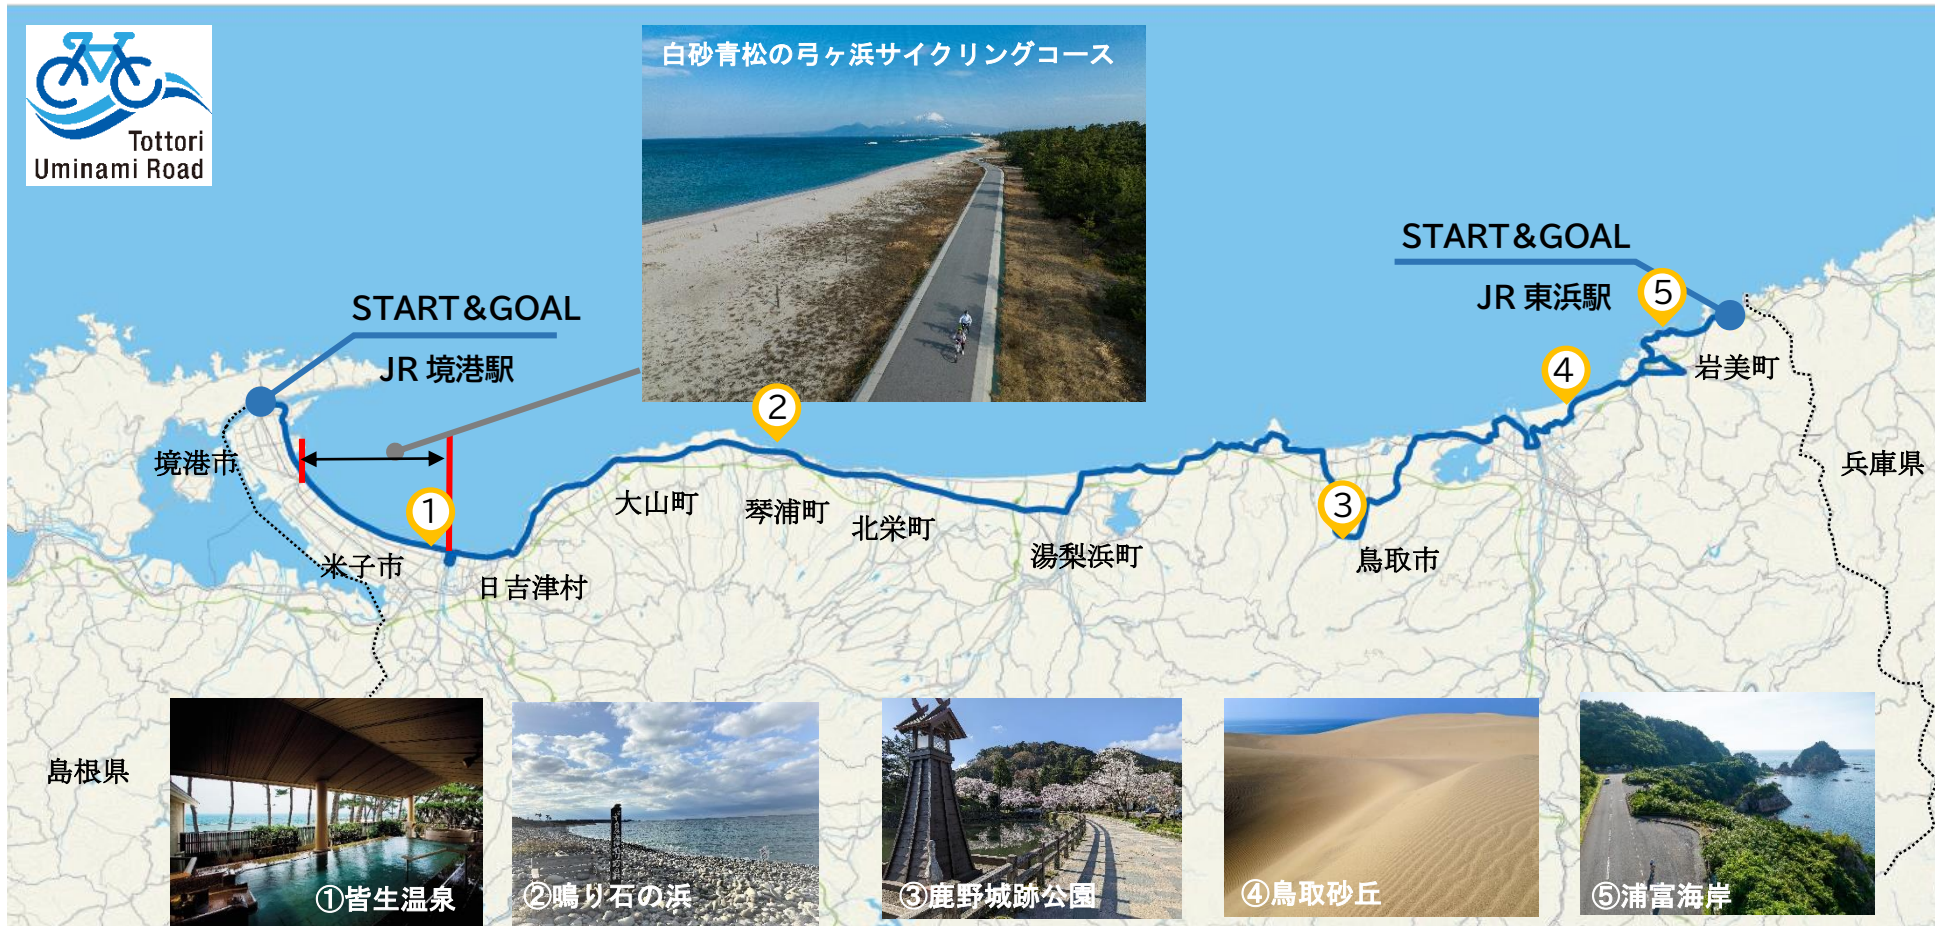 Tottori
Uminami Road
白砂青松の弓ヶ浜サイクリングコース
START&GOAL
JR 東浜駅
START&GOAL
JR 境港駅
①
②
③
④
⑤
境港市
米子市
日吉津村
大山町
琴浦町
北栄町
湯梨浜町
鳥取市
岩美町
兵庫県
島根県
①皆生温泉
②鳴り石の浜
③鹿野城跡公園
④鳥取砂丘
⑤浦富海岸